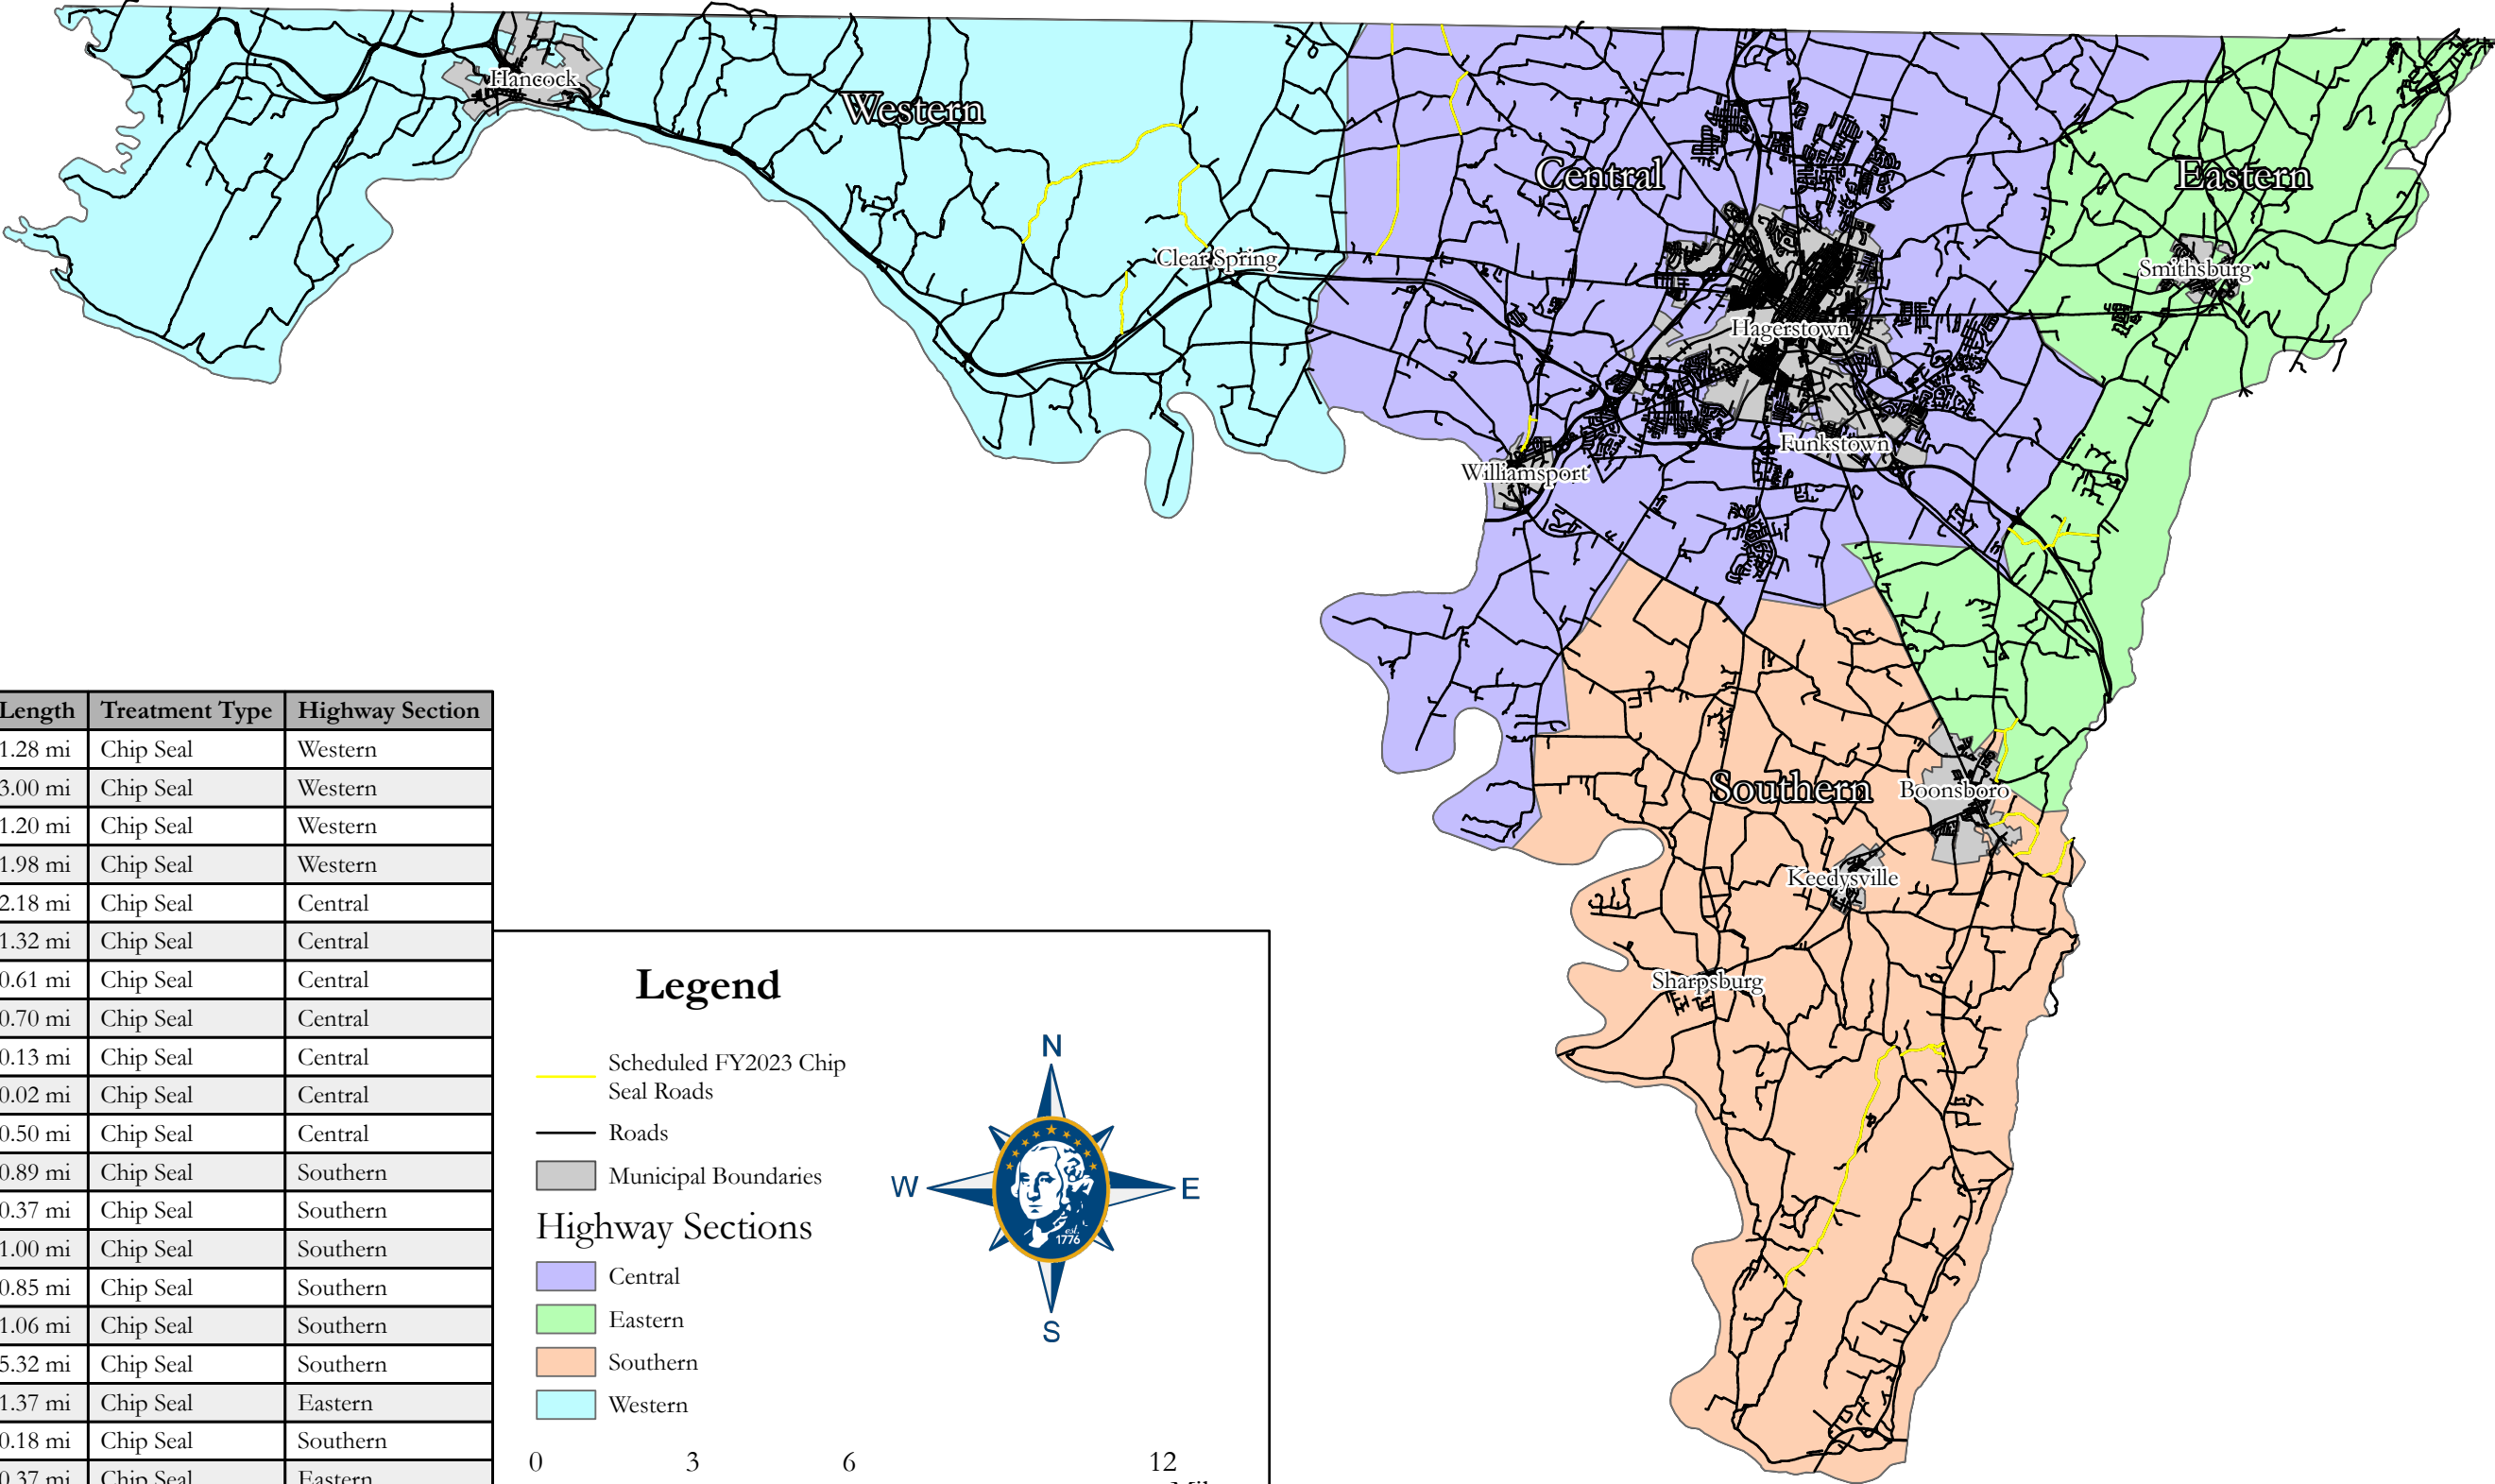 Hancock
Western
Central
Eastern
Clear Spring
Smithsburg
Hagerstown
Funkstown
Williamsport
Southern
Boonsboro
Keedysville
Sharpsburg
Length Treatment Type Highway Section
1.28 mi Chip Seal Western
3.00 mi Chip Seal Western
1.20 mi Chip Seal Western
1.98 mi Chip Seal Western
2.18 mi Chip Seal Central
1.32 mi Chip Seal Central
0.61 mi Chip Seal Central
0.70 mi Chip Seal Central
0.13 mi Chip Seal Central
0.02 mi Chip Seal Central
0.50 mi Chip Seal Central
0.89 mi Chip Seal Southern
0.37 mi Chip Seal Southern
1.00 mi Chip Seal Southern
0.85 mi Chip Seal Southern
1.06 mi Chip Seal Southern
5.32 mi Chip Seal Southern
1.37 mi Chip Seal Eastern
0.18 mi Chip Seal Southern
0.37 mi Chip Seal Eastern
Legend
Scheduled FY2023 Chip
Seal Roads
Roads
Municipal Boundaries
Highway Sections
Central
Eastern
Southern
Western
N
W
E
S
est.
1776
0 3 6 12